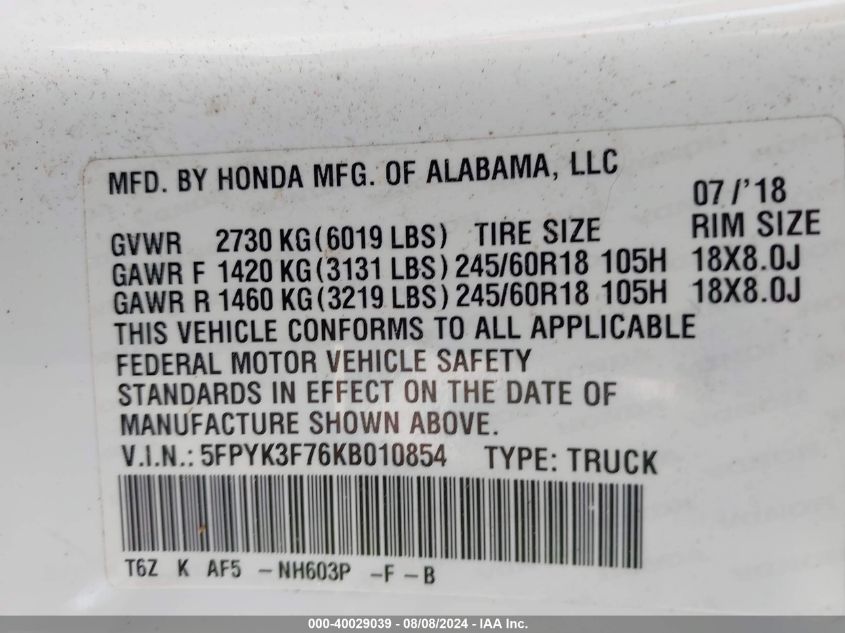 MFD. BY HONDA MFG. OF ALABAMA, LLC
07 /'18
GVWR 2730 KG(6019 LBS) TIRE SIZE RIM SIZE
GAWR F 1420 KG(3131 LBS) 245/60R18 105H 18X8.0J
GAWR R 1460 KG(3219 LBS) 245/60R18 105H 18X8.0J
THIS VEHICLE CONFORMS TO ALL APPLICABLE
FEDERAL MOTOR VEHICLE SAFETY
STANDARDS IN EFFECT ON THE DATE OF
MANUFACTURE SHOWN ABOVE.
V.I.N.: 5FPYK3F76KB010854 TYPE: TRUCK
T6Z K AF5 -NH603P -F -B
000-40029039 - 08/08/2024 - IAA Inc.